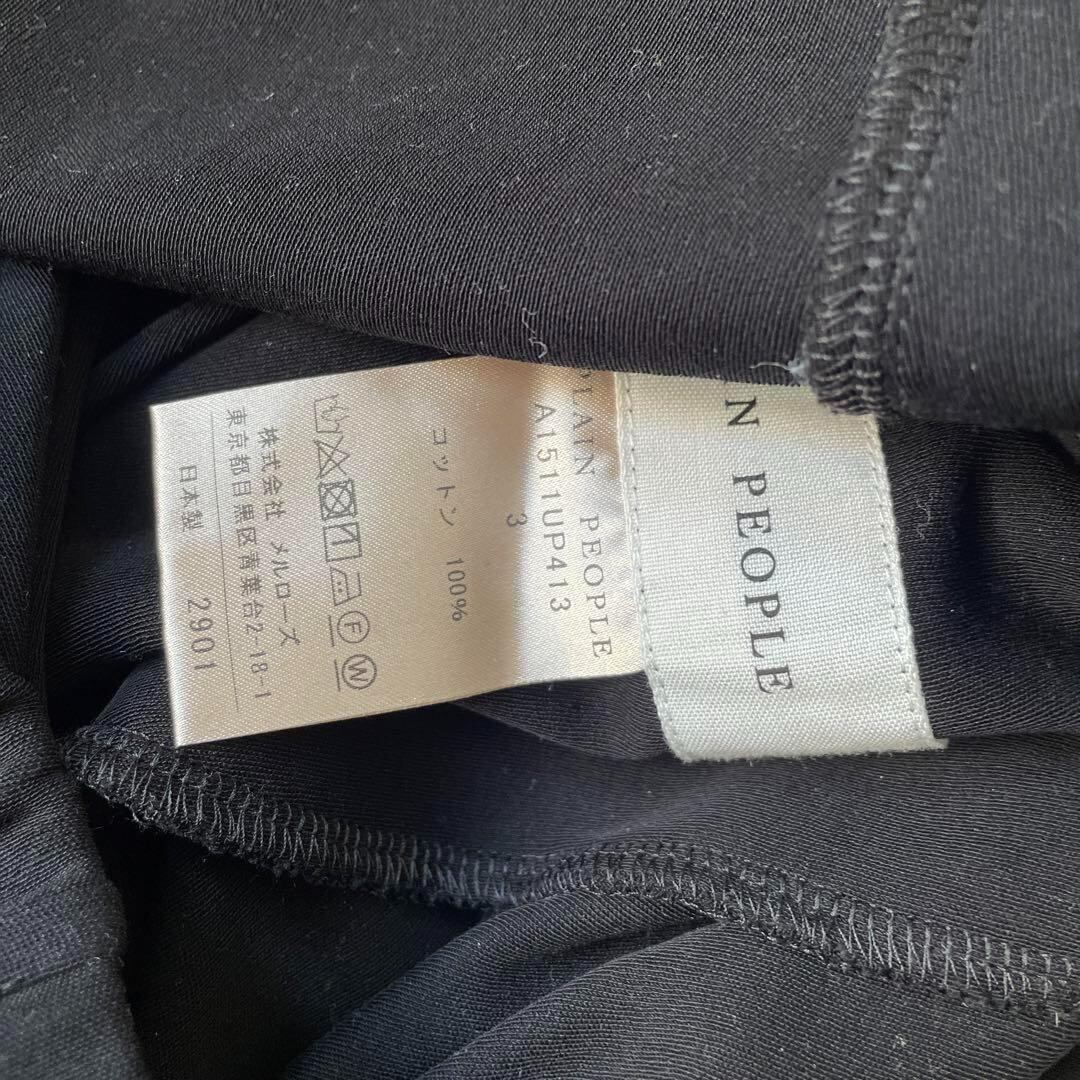 PLAIN PEOPLE
A1511UP413
3
コットン 100%
F W
株式会社 メルローズ
東京都目黒区青葉台2-18-1
日本製 2901
N PEOPLE